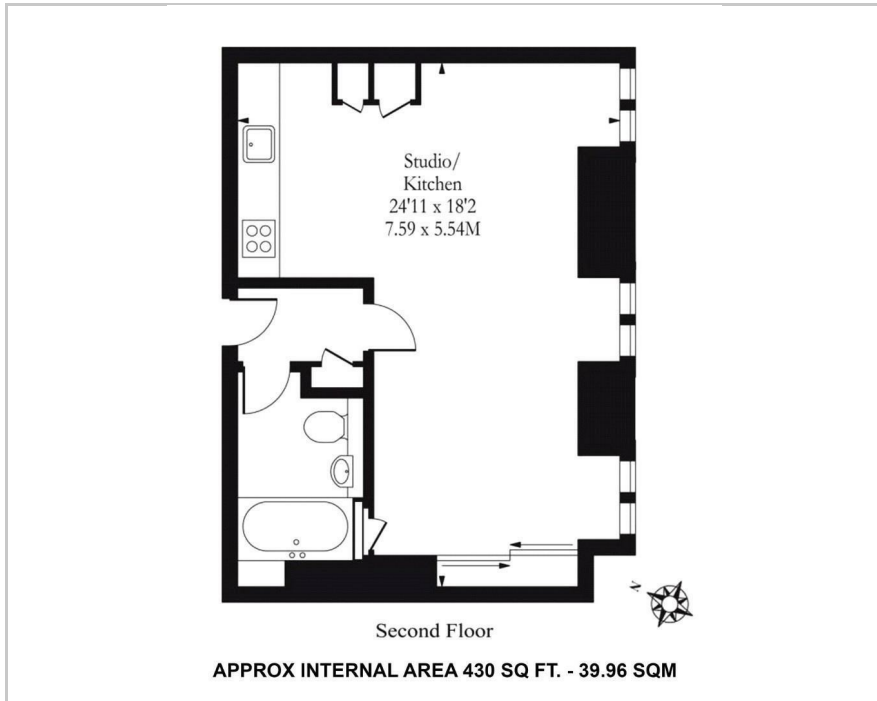 Studio/
Kitchen
24'11 x 18'2
7.59 x 5.54M
N
Second Floor
APPROX INTERNAL AREA 430 SQ FT. - 39.96 SQM